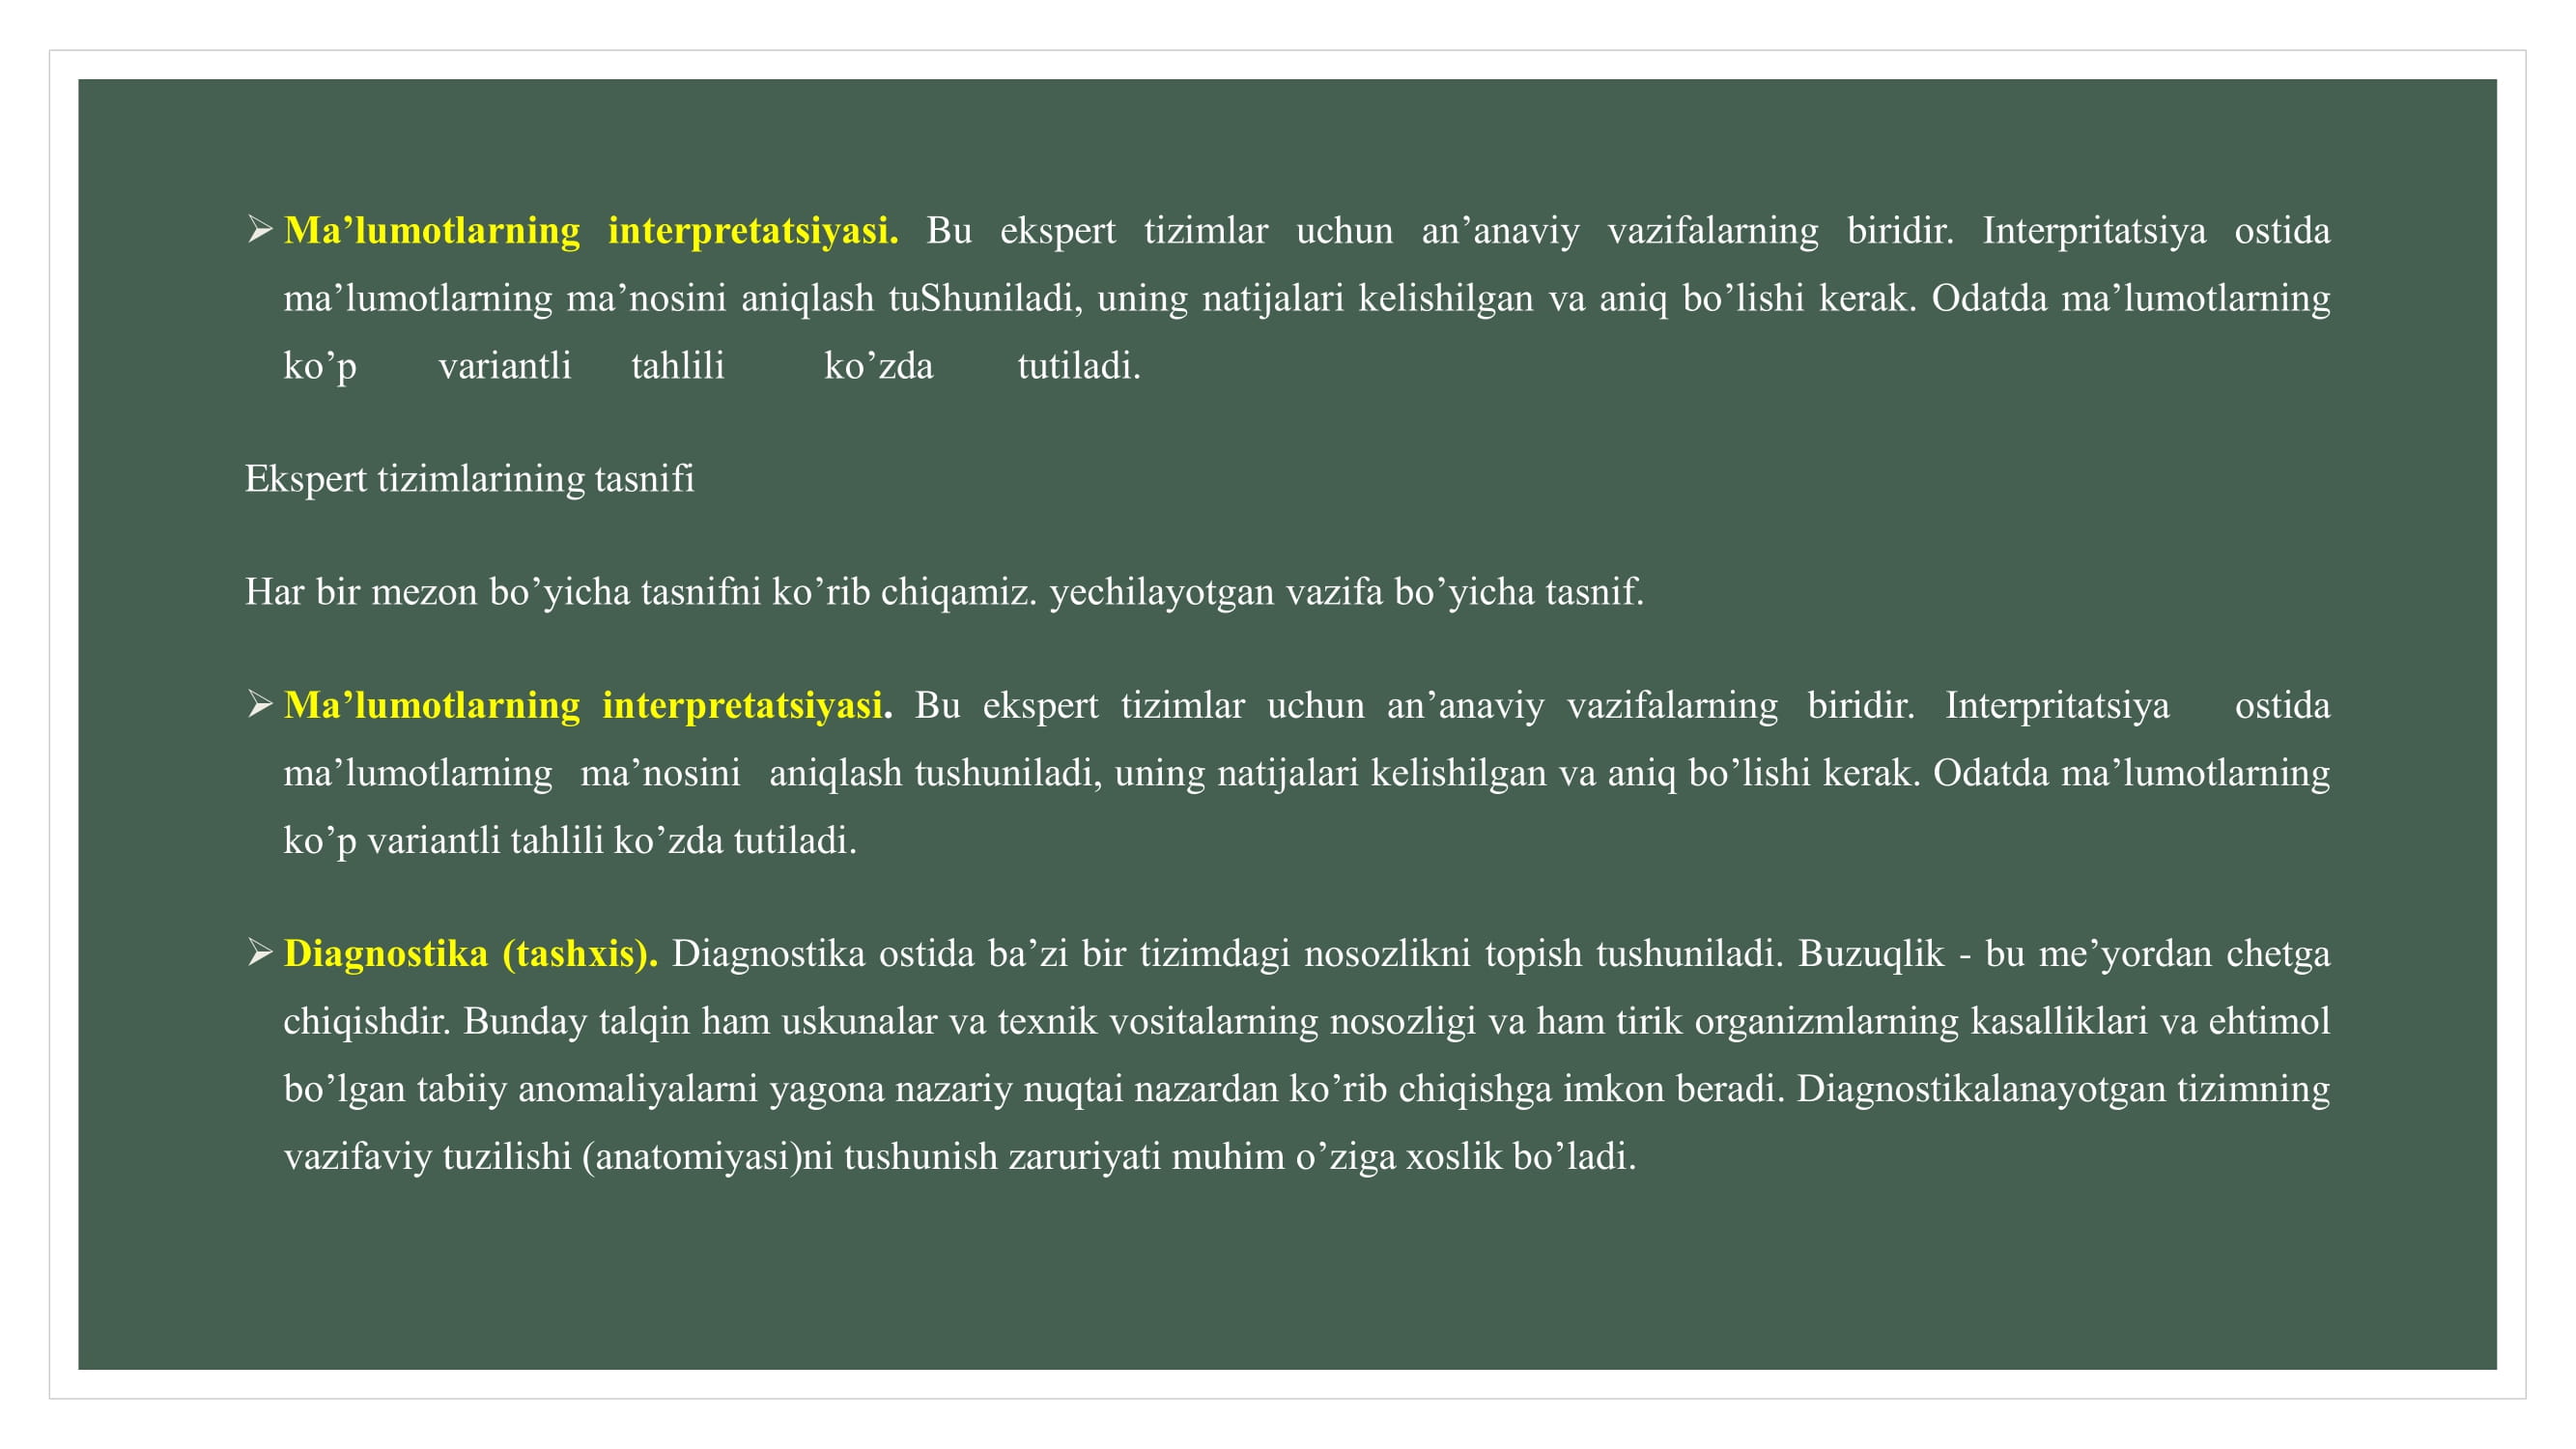 Ma’lumotlarning interpretatsiyasi. Bu ekspert tizimlar uchun an’anaviy vazifalarning biridir. Interpritatsiya ostida
ma’lumotlarning ma’nosini aniqlash tuShuniladi, uning natijalari kelishilgan va aniq bo’lishi kerak. Odatda ma’lumotlarning
ko’p variantli tahlili ko’zda tutiladi.
Ekspert tizimlarining tasnifi
Har bir mezon bo’yicha tasnifni ko’rib chiqamiz. yechilayotgan vazifa bo’yicha tasnif.
Ma’lumotlarning interpretatsiyasi. Bu ekspert tizimlar uchun an’anaviy vazifalarning biridir. Interpritatsiya ostida
ma’lumotlarning ma’nosini aniqlash tushuniladi, uning natijalari kelishilgan va aniq bo’lishi kerak. Odatda ma’lumotlarning
ko’p variantli tahlili ko’zda tutiladi.
Diagnostika (tashxis). Diagnostika ostida ba’zi bir tizimdagi nosozlikni topish tushuniladi. Buzuqlik - bu me’yordan chetga
chiqishdir. Bunday talqin ham uskunalar va texnik vositalarning nosozligi va ham tirik organizmlarning kasalliklari va ehtimol
bo’lgan tabiiy anomaliyalarni yagona nazariy nuqtai nazardan ko’rib chiqishga imkon beradi. Diagnostikalanayotgan tizimning
vazifaviy tuzilishi (anatomiyasi)ni tushunish zaruriyati muhim o’ziga xoslik bo’ladi.